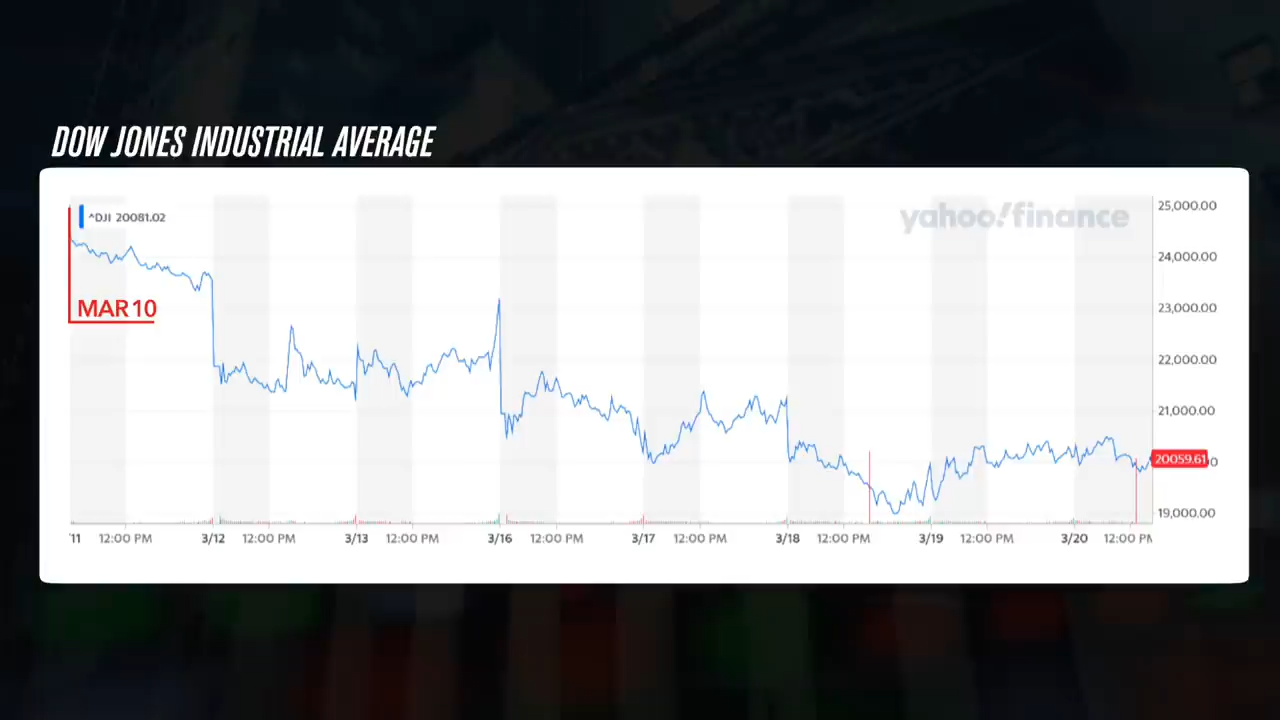 DOW JONES INDUSTRIAL AVERAGE
^DJI 20081.02
yahoo!finance
25,000.00
24,000.00
MAR 10
23,000.00
22,000.00
21,000.00
20059.61
19,000.00
'11 12:00 PM 3/12 12:00 PM 3/13 12:00 PM 3/16 12:00 PM 3/17 12:00 PM 3/18 12:00 PM 3/19 12:00 PM 3/20 12:00 PM